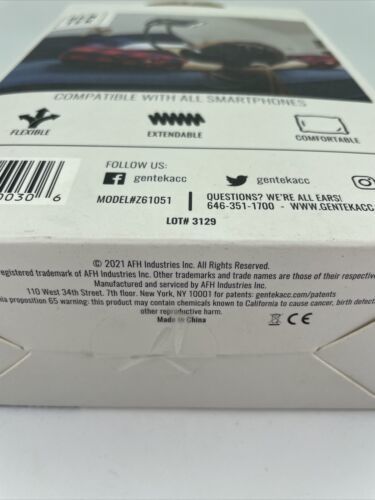 COMPATIBLE WITH ALL SMARTPHONES
FLEXIBLE
EXTENDABLE
COMFORTABLE
FOLLOW US:
gentekacc
gentekacc
0030 6
MODEL#Z61051
QUESTIONS? WE'RE ALL EARS!
646-351-1700 - WWW.GENTEKACC
LOT# 3129
© 2021 AFH Industries Inc. All Rights Reserved.
registered trademark of AFH Industries Inc. Other trademarks and trade names are those of their respective
Manufactured and serviced by AFH Industries Inc.
110 West 34th Street. 7th floor. New York, NY 10001 for patents: gentekacc.com/patents
proposition 65 warning: this product may contain chemicals known to California to cause cancer, birth defect
other reproductive harm.
Made in China
CE